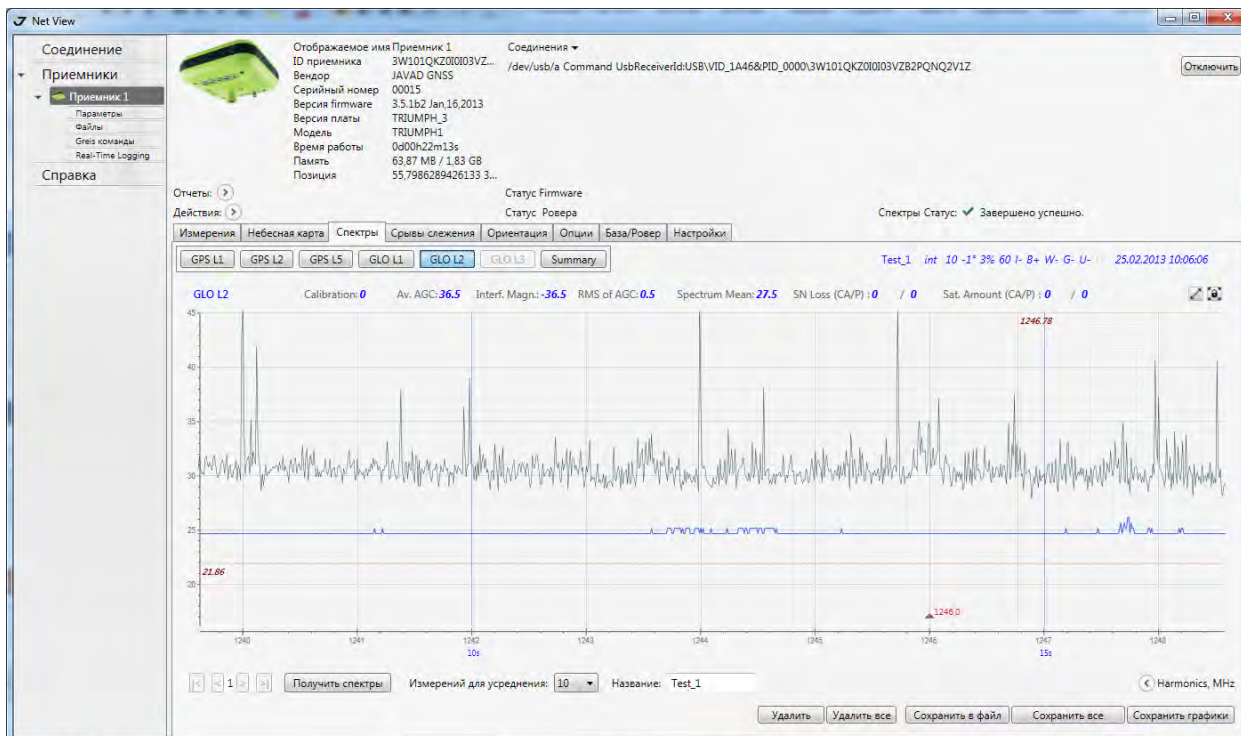 Net View
Соединение
Приемники
Приемник 1
Параметры
Файлы
Greis команды
Real-Time Logging
Справка
Отображаемое имя Приемник 1
ID приемника 3W101QKZ0I0I03VZ...
Вендор JAVAD GNSS
Серийный номер 00015
Версия firmware 3.5.1b2 Jan,16,2013
Версия платы TRIUMPH_3
Модель TRIUMPH1
Время работы 0d00h22m13s
Память 63,87 MB / 1,83 GB
Позиция 55,7986289426133 3...
Соединения
/dev/usb/a Command UsbReceiverId:USB\VID_1A46&PID_0000\3W101QKZ0I0I03VZB2PQNQ2V1Z
Отключить
Отчеты:
Статус Firmware
Действия:
Статус Ровера
Спектры Статус: Завершено успешно.
Измерения Небесная карта Спектры Срывы слежения Ориентация Опции База/Ровер Настройки
GPS L1 GPS L2 GPS L5 GLO L1 GLO L2 GLO L3 Summary
Test_1 int 10 -1° 3% 60 I- B+ W- G- U- 25.02.2013 10:06:06
GLO L2 Calibration: 0 Av. AGC: 36.5 Interf. Magn.: -36.5 RMS of AGC: 0.5 Spectrum Mean: 27.5 SN Loss (CA/P) : 0 / 0 Sat. Amount (CA/P) : 0 / 0
45
1246.78
40
35
30
25
21.86
20
1246.0
1240 1241 1242 1243 1244 1245 1246 1247 1248
10s 15s
|< < 1 > >| Получить спектры Измерений для усреднения: 10 Название: Test_1 Harmonics, MHz
Удалить Удалить все Сохранить в файл Сохранить все Сохранить графики